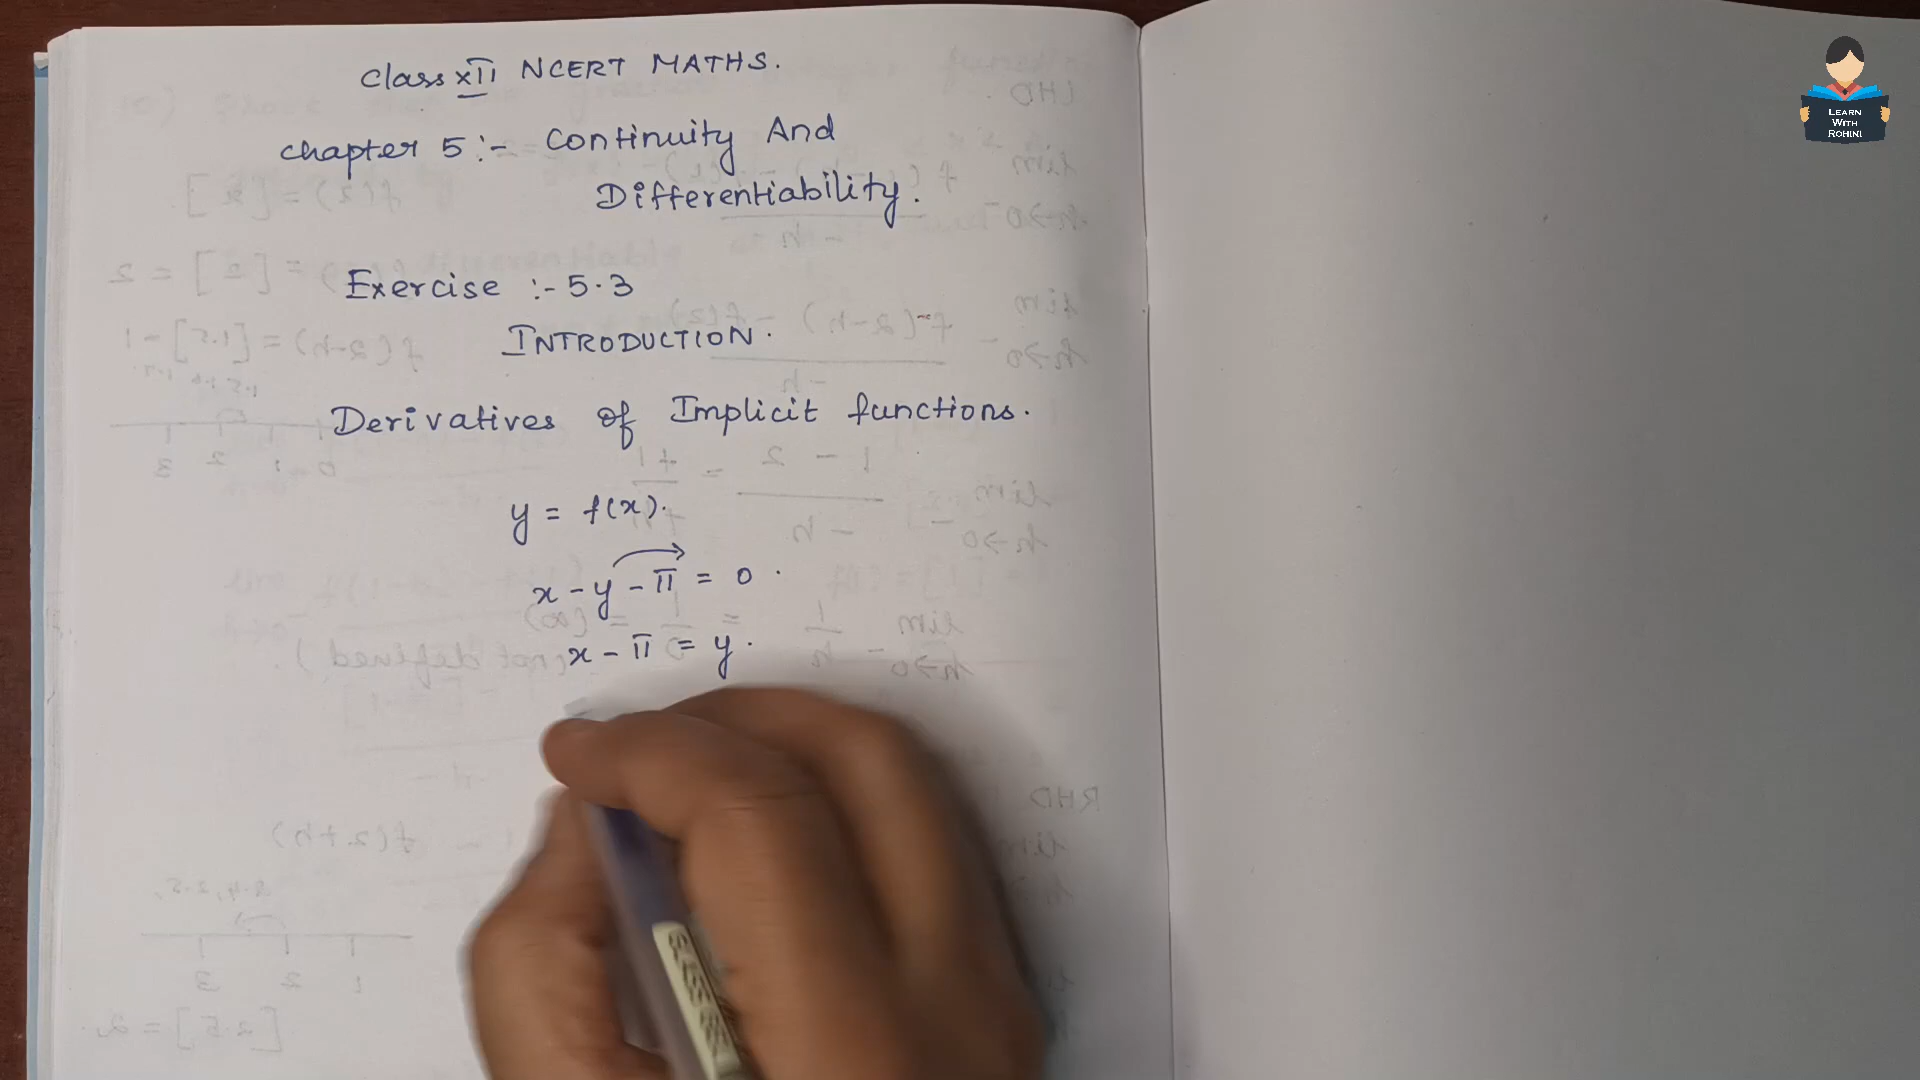 Class XII NCERT MATHS.
Chapter 5 :- Continuity And
Differentiability.
Exercise :- 5.3
INTRODUCTION.
Derivatives of Implicit functions.
y = f(x).
x - y - π = 0.
x - π = y.
LEARN
WITH
ROHINI